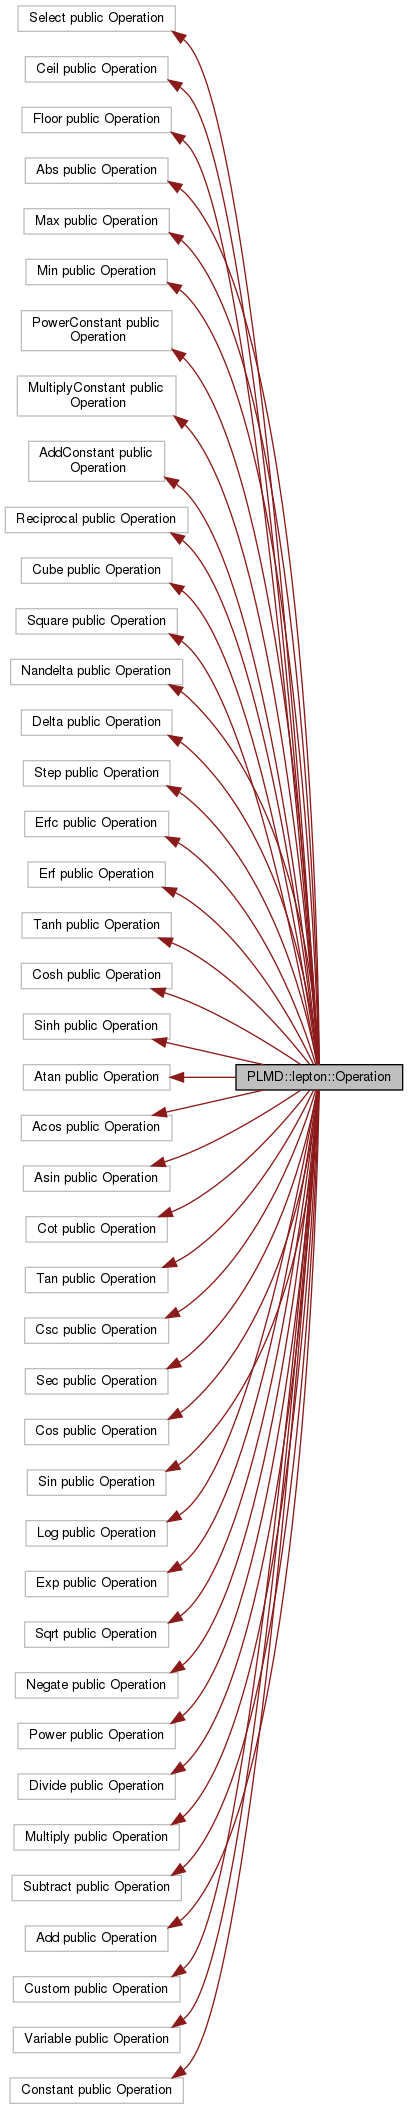 Select public Operation
Ceil public Operation
Floor public Operation
Abs public Operation
Max public Operation
Min public Operation
PowerConstant public
Operation
MultiplyConstant public
Operation
AddConstant public
Operation
Reciprocal public Operation
Cube public Operation
Square public Operation
Nandelta public Operation
Delta public Operation
Step public Operation
Erfc public Operation
Erf public Operation
Tanh public Operation
Cosh public Operation
Sinh public Operation
Atan public Operation
PLMD::lepton::Operation
Acos public Operation
Asin public Operation
Cot public Operation
Tan public Operation
Csc public Operation
Sec public Operation
Cos public Operation
Sin public Operation
Log public Operation
Exp public Operation
Sqrt public Operation
Negate public Operation
Power public Operation
Divide public Operation
Multiply public Operation
Subtract public Operation
Add public Operation
Custom public Operation
Variable public Operation
Constant public Operation